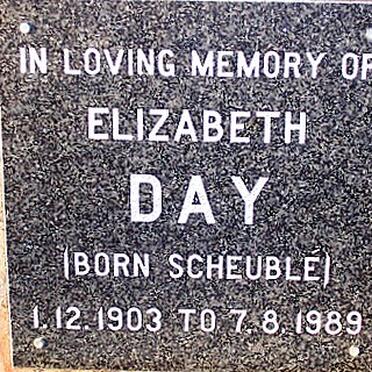 IN LOVING MEMORY OF
ELIZABETH
DAY
(BORN SCHEUBLE)
1.12.1903 TO 7.8.1989